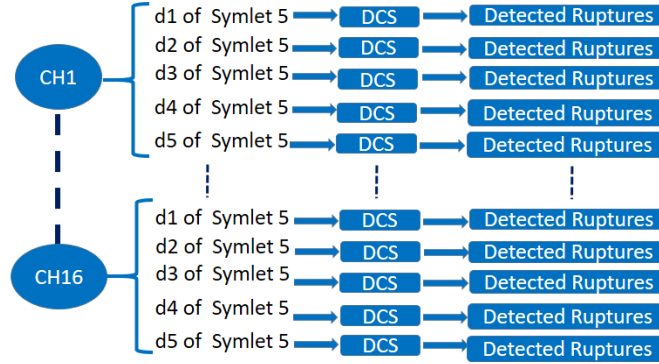 d1 of Symlet 5 DCS Detected Ruptures
d2 of Symlet 5 DCS Detected Ruptures
CH1
d3 of Symlet 5 DCS Detected Ruptures
d4 of Symlet 5 DCS Detected Ruptures
d5 of Symlet 5 DCS Detected Ruptures
d1 of Symlet 5 DCS Detected Ruptures
d2 of Symlet 5 DCS Detected Ruptures
CH16
d3 of Symlet 5 DCS Detected Ruptures
d4 of Symlet 5 DCS Detected Ruptures
d5 of Symlet 5 DCS Detected Ruptures